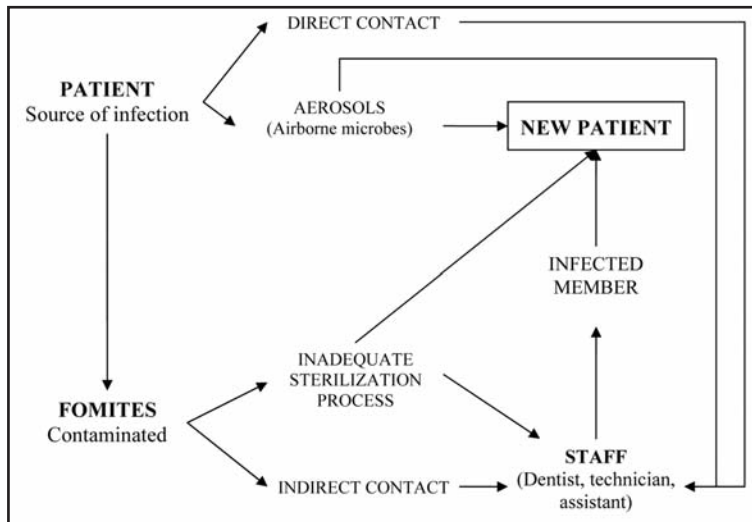 DIRECT CONTACT
PATIENT
Source of infection
AEROSOLS
(Airborne microbes)
NEW PATIENT
INFECTED
MEMBER
INADEQUATE
STERILIZATION
PROCESS
FOMITES
Contaminated
STAFF
(Dentist, technician,
assistant)
INDIRECT CONTACT